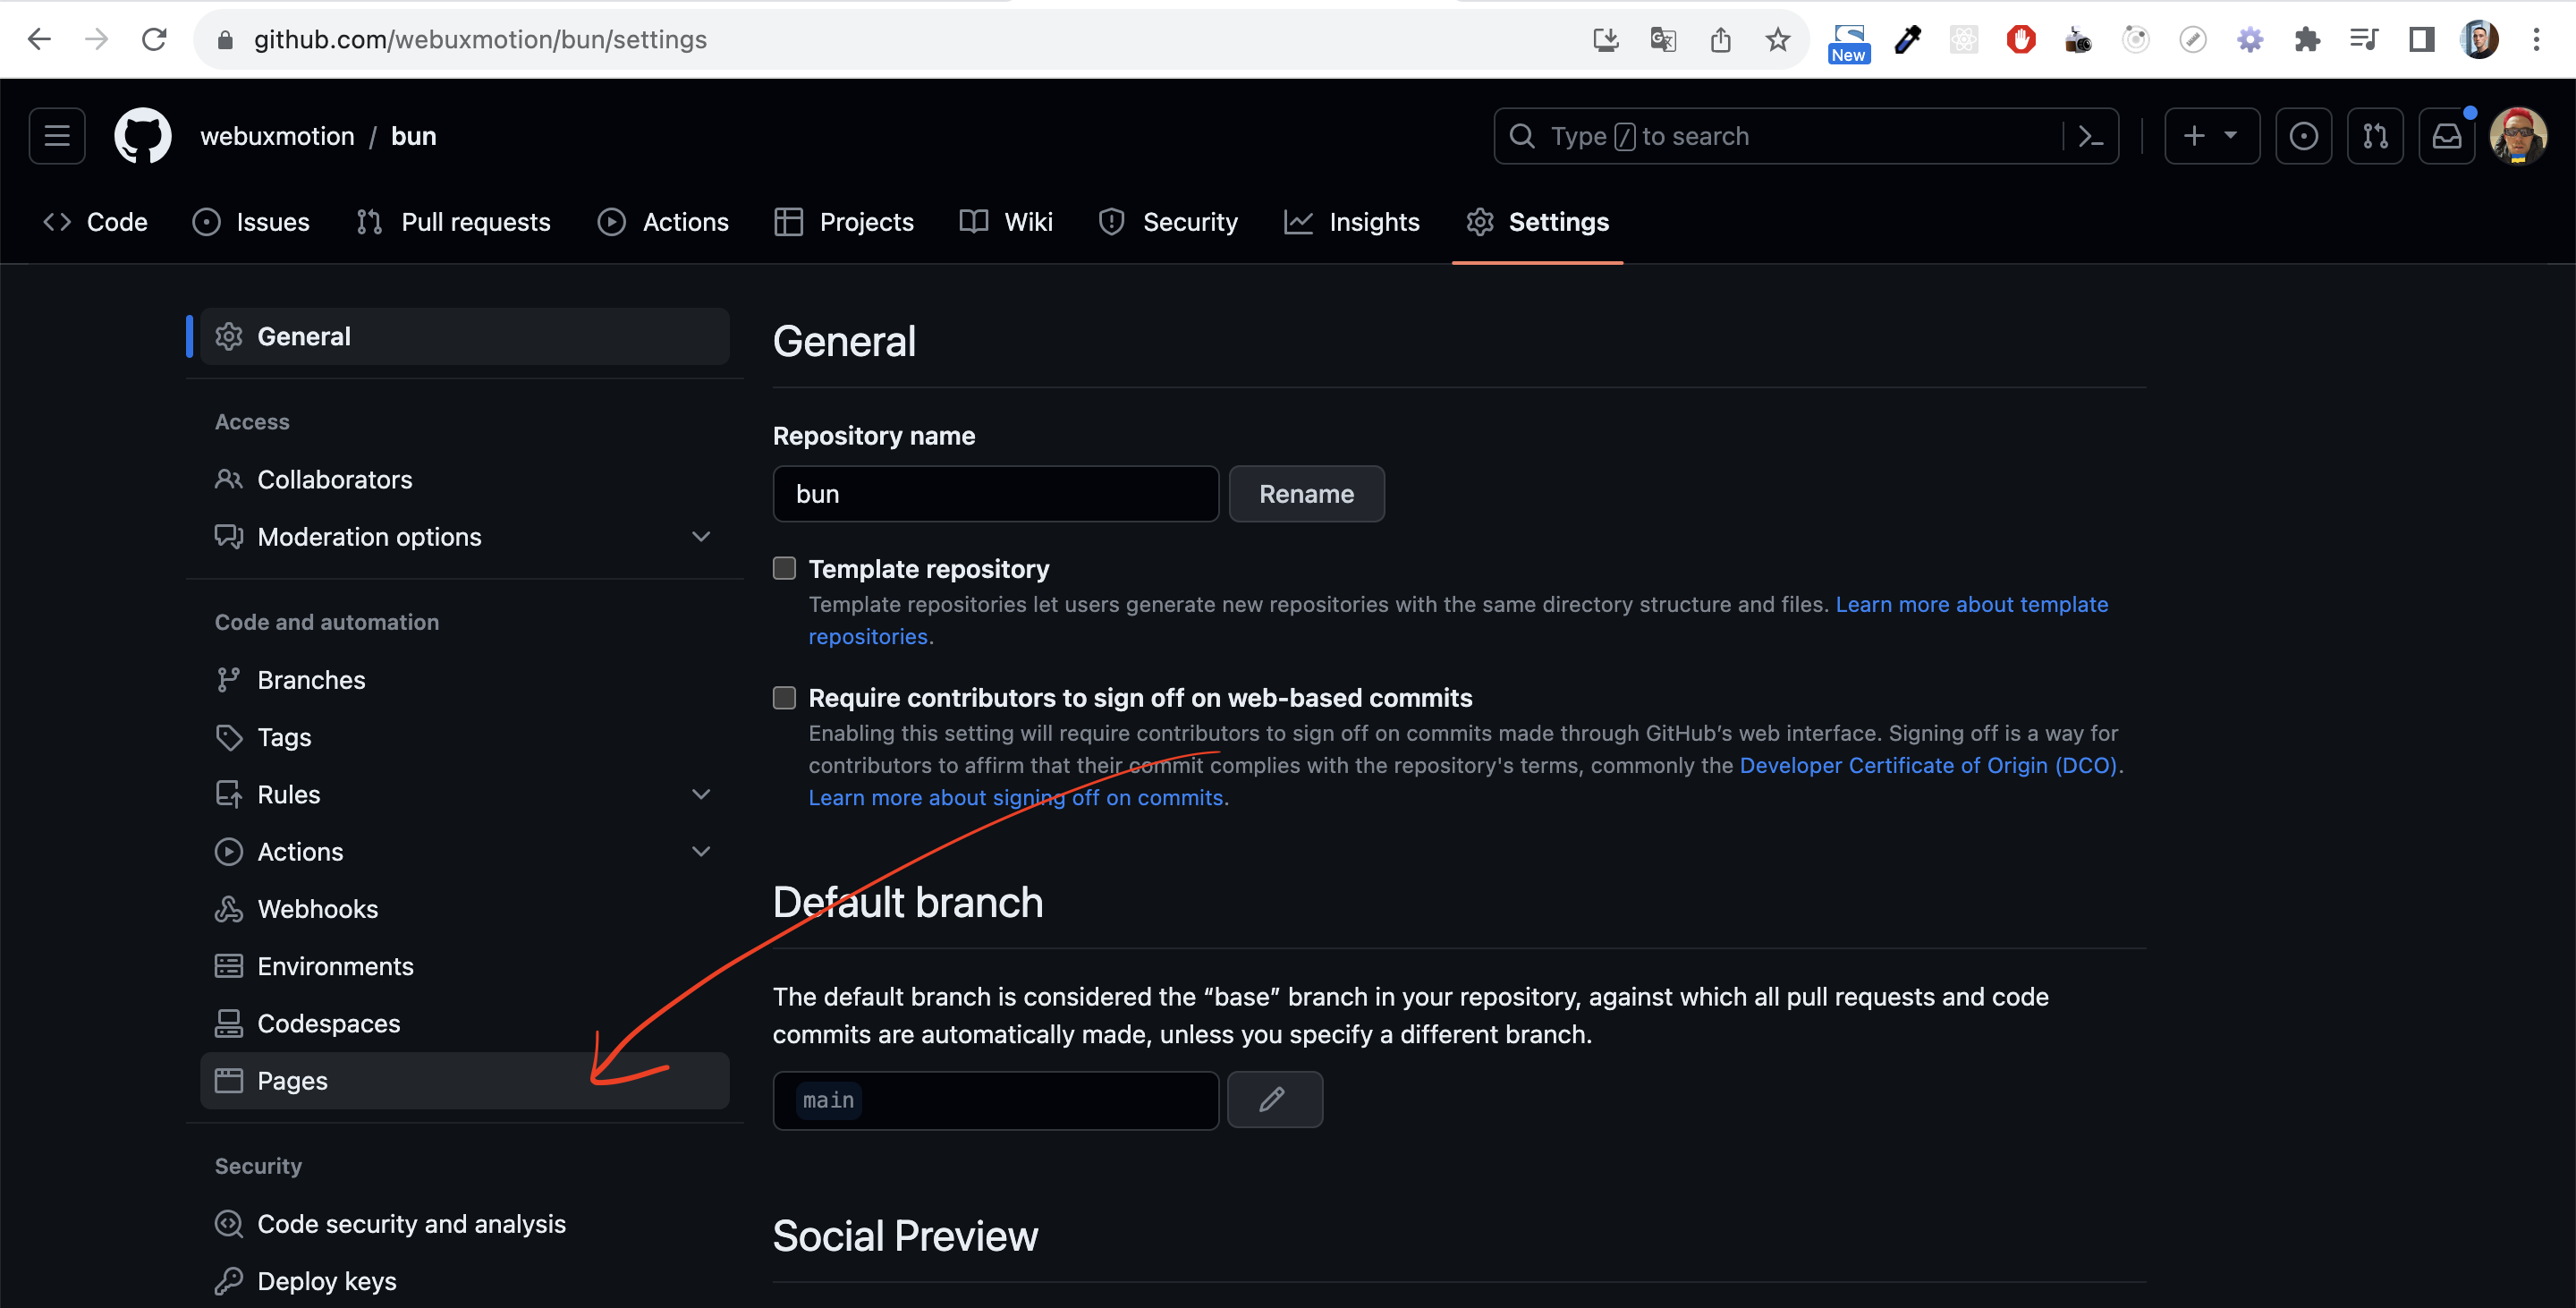 github.com/webuxmotion/bun/settings
New
webuxmotion / bun
Type / to search
Code
Issues
Pull requests
Actions
Projects
Wiki
Security
Insights
Settings
General
Access
Collaborators
Moderation options
Code and automation
Branches
Tags
Rules
Actions
Webhooks
Environments
Codespaces
Pages
Security
Code security and analysis
Deploy keys
General
Repository name
bun
Rename
Template repository
Template repositories let users generate new repositories with the same directory structure and files. Learn more about template
repositories.
Require contributors to sign off on web-based commits
Enabling this setting will require contributors to sign off on commits made through GitHub’s web interface. Signing off is a way for
contributors to affirm that their commit complies with the repository's terms, commonly the Developer Certificate of Origin (DCO).
Learn more about signing off on commits.
Default branch
The default branch is considered the “base” branch in your repository, against which all pull requests and code
commits are automatically made, unless you specify a different branch.
main
Social Preview